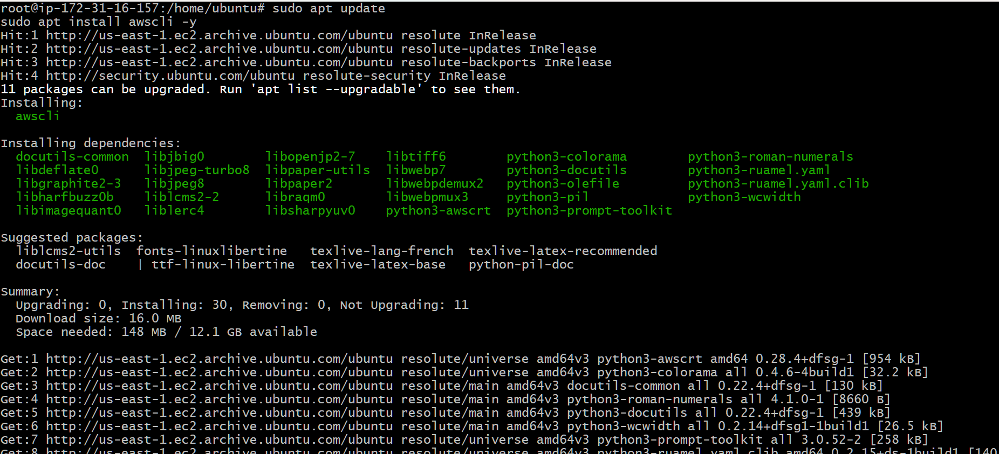 root@ip-172-31-16-157:/home/ubuntu# sudo apt update
sudo apt install awscli -y
Hit:1 http://us-east-1.ec2.archive.ubuntu.com/ubuntu resolute InRelease
Hit:2 http://us-east-1.ec2.archive.ubuntu.com/ubuntu resolute-updates InRelease
Hit:3 http://us-east-1.ec2.archive.ubuntu.com/ubuntu resolute-backports InRelease
Hit:4 http://security.ubuntu.com/ubuntu resolute-security InRelease
11 packages can be upgraded. Run 'apt list --upgradable' to see them.
Installing:
  awscli

Installing dependencies:
  docutils-common  libjbig0       libopenjp2-7   libtiff6       python3-colorama        python3-roman-numerals
  libdeflate0      libjpeg-turbo8  libpaper-utils  libwebp7       python3-docutils        python3-ruamel.yaml
  libgraphite2-3   libjpeg8       libpaper2      libwebpdemux2  python3-olefile         python3-ruamel.yaml.clib
  libharfbuzz0b    liblcms2-2     libraqm0       libwebpmux3    python3-pil             python3-wcwidth
  libimagequant0   liblerc4       libsharpyuv0   python3-awscrt  python3-prompt-toolkit

Suggested packages:
  liblcms2-utils  fonts-linuxlibertine   texlive-lang-french  texlive-latex-recommended
  docutils-doc    | ttf-linux-libertine  texlive-latex-base   python-pil-doc

Summary:
  Upgrading: 0, Installing: 30, Removing: 0, Not Upgrading: 11
  Download size: 16.0 MB
  Space needed: 148 MB / 12.1 GB available

Get:1 http://us-east-1.ec2.archive.ubuntu.com/ubuntu resolute/universe amd64v3 python3-awscrt amd64 0.28.4+dfsg-1 [954 kB]
Get:2 http://us-east-1.ec2.archive.ubuntu.com/ubuntu resolute/universe amd64v3 python3-colorama all 0.4.6-4build1 [32.2 kB]
Get:3 http://us-east-1.ec2.archive.ubuntu.com/ubuntu resolute/main amd64v3 docutils-common all 0.22.4+dfsg-1 [130 kB]
Get:4 http://us-east-1.ec2.archive.ubuntu.com/ubuntu resolute/main amd64v3 python3-roman-numerals all 4.1.0-1 [8660 B]
Get:5 http://us-east-1.ec2.archive.ubuntu.com/ubuntu resolute/main amd64v3 python3-docutils all 0.22.4+dfsg-1 [439 kB]
Get:6 http://us-east-1.ec2.archive.ubuntu.com/ubuntu resolute/main amd64v3 python3-wcwidth all 0.2.14+dfsg1-1build1 [26.5 kB]
Get:7 http://us-east-1.ec2.archive.ubuntu.com/ubuntu resolute/universe amd64v3 python3-prompt-toolkit all 3.0.52-2 [258 kB]
Get:8 http://us-east-1.ec2.archive.ubuntu.com/ubuntu resolute/universe amd64v3 python3-ruamel.yaml.clib amd64 0.2.15+ds-1build1 [140